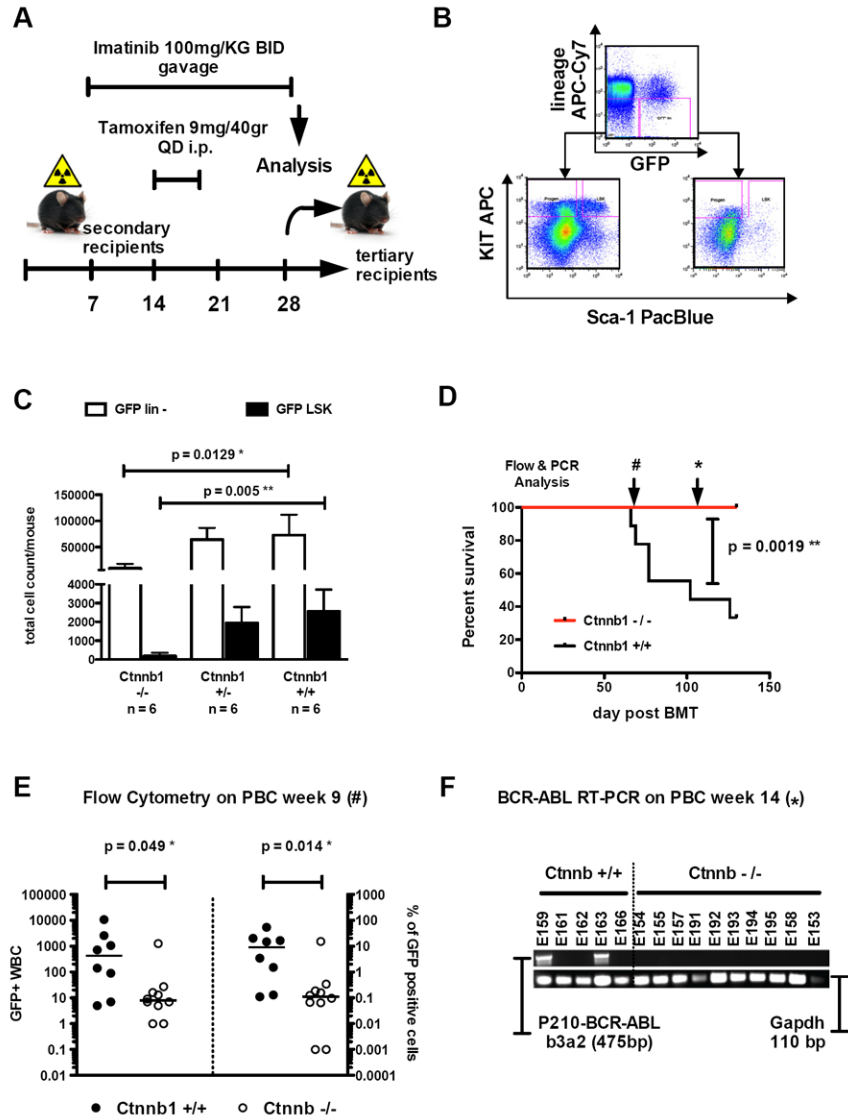 A
Imatinib 100mg/KG BID
gavage
Tamoxifen 9mg/40gr
QD i.p.
Analysis
secondary
recipients
tertiary
recipients
7 14 21 28
B
lineage
APC-Cy7
GFP
KIT APC
Progen LSK
Progen LSK
Sca-1 PacBlue
C
GFP lin - GFP LSK
p = 0.0129 *
p = 0.005 **
total cell count/mouse
150000
100000
50000
4000
3000
2000
1000
0
Ctnnb1 Ctnnb1 Ctnnb1
-/- +/- +/+
n = 6 n = 6 n = 6
D
Flow & PCR
Analysis
# *
Percent survival
100
80
60
40
20
0
p = 0.0019 **
Ctnnb1 -/-
Ctnnb1 +/+
0 50 100 150
day post BMT
E
Flow Cytometry on PBC week 9 (#)
p = 0.049 * p = 0.014 *
GFP+ WBC
100000
10000
1000
100
10
1
0.1
0.01
% of GFP positive cells
1000
100
10
1
0.1
0.01
0.001
0.0001
Ctnnb1 +/+ Ctnnb -/-
F
BCR-ABL RT-PCR on PBC week 14 (*)
Ctnnb +/+ Ctnnb -/-
E159 E161 E162 E163 E166 E154 E155 E157 E191 E192 E193 E194 E195 E158 E153
P210-BCR-ABL
b3a2 (475bp)
Gapdh
110 bp